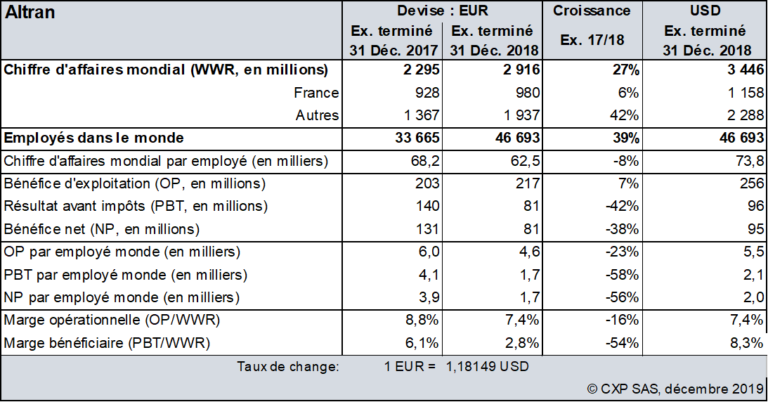 Altran Devise : EUR Croissance USD
Ex. terminé Ex. terminé Ex. 17/18 Ex. terminé
31 Déc. 2017 31 Déc. 2018 31 Déc. 2018
Chiffre d'affaires mondial (WWR, en millions) 2 295 2 916 27% 3 446
France 928 980 6% 1 158
Autres 1 367 1 937 42% 2 288
Employés dans le monde 33 665 46 693 39% 46 693
Chiffre d'affaires mondial par employé (en milliers) 68,2 62,5 -8% 73,8
Bénéfice d'exploitation (OP, en millions) 203 217 7% 256
Résultat avant impôts (PBT, en millions) 140 81 -42% 96
Bénéfice net (NP, en millions) 131 81 -38% 95
OP par employé monde (en milliers) 6,0 4,6 -23% 5,5
PBT par employé monde (en milliers) 4,1 1,7 -58% 2,1
NP par employé monde (en milliers) 3,9 1,7 -56% 2,0
Marge opérationnelle (OP/WWR) 8,8% 7,4% -16% 7,4%
Marge bénéficiaire (PBT/WWR) 6,1% 2,8% -54% 8,3%
Taux de change: 1 EUR = 1,18149 USD
© CXP SAS, décembre 2019